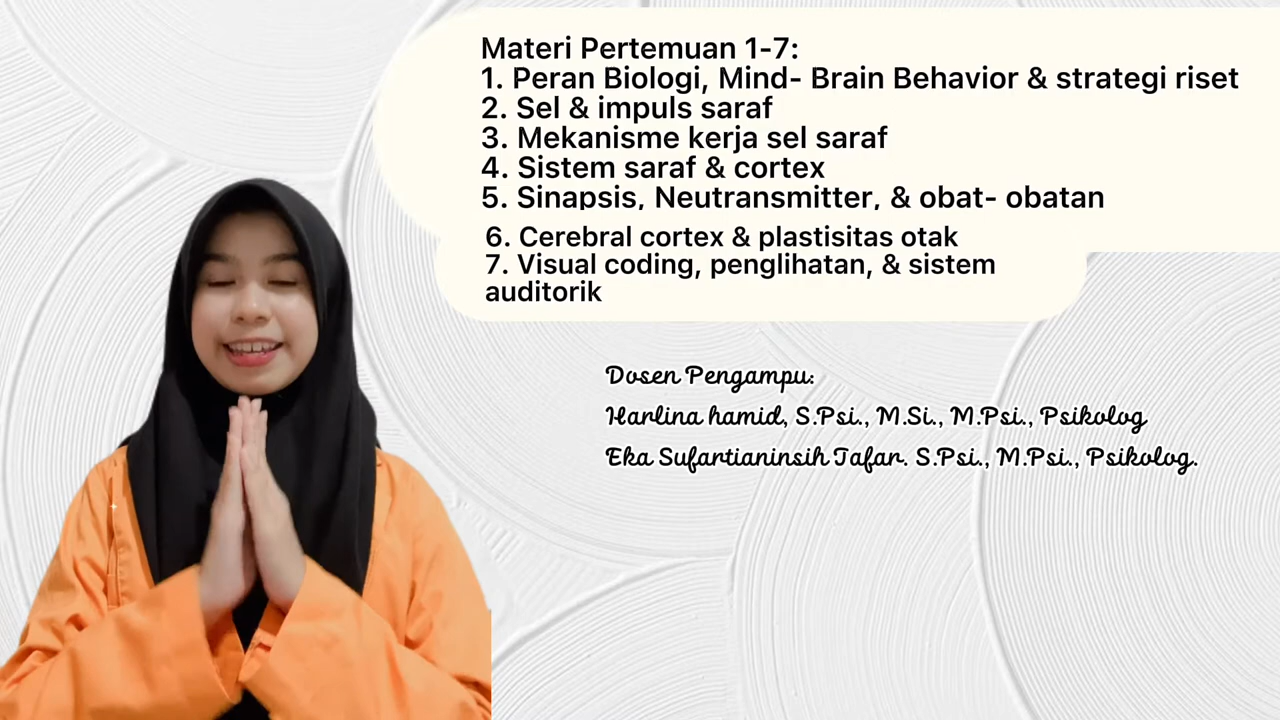 Materi Pertemuan 1-7:
1. Peran Biologi, Mind- Brain Behavior & strategi riset
2. Sel & impuls saraf
3. Mekanisme kerja sel saraf
4. Sistem saraf & cortex
5. Sinapsis, Neutransmitter, & obat- obatan
6. Cerebral cortex & plastisitas otak
7. Visual coding, penglihatan, & sistem
auditorik
Dosen Pengampu:
Harlina hamid, S.Psi., M.Si., M.Psi., Psikolog
Eka Sufartianinsih Jafar. S.Psi., M.Psi., Psikolog.